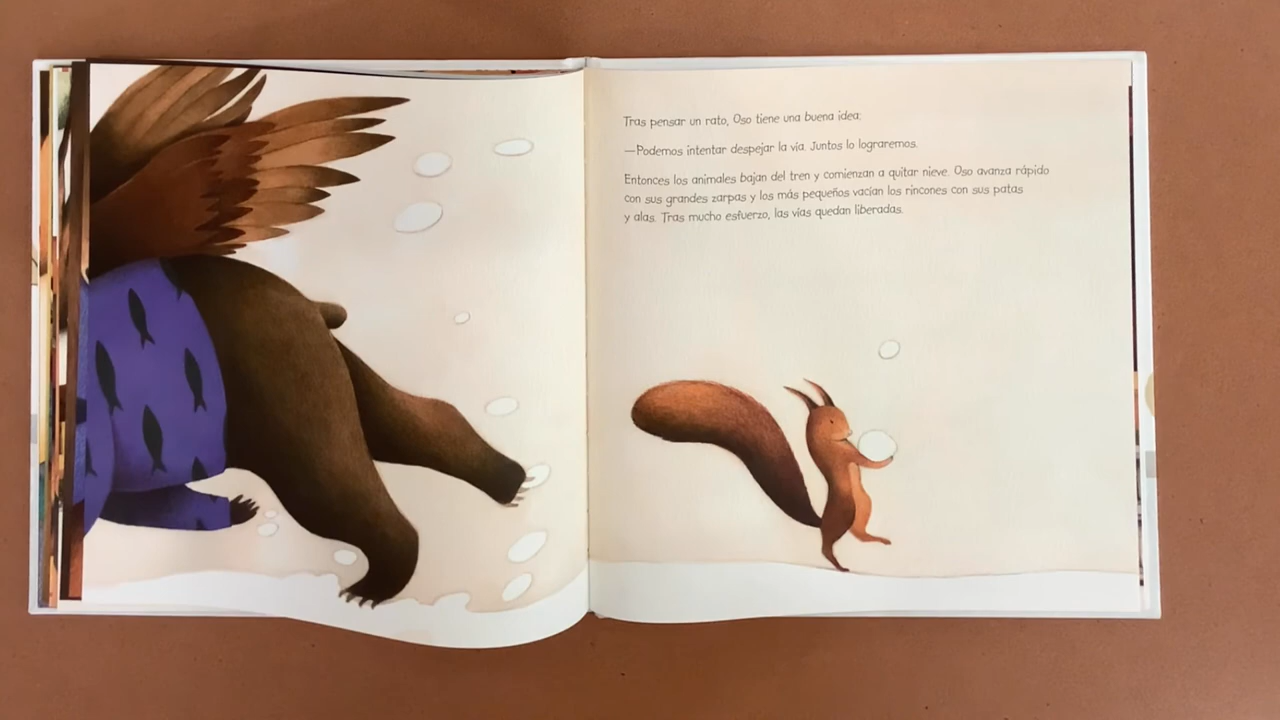 Tras pensar un rato, Oso tiene una buena idea:
—Podemos intentar despejar la vía. Juntos lo lograremos.
Entonces los animales bajan del tren y comienzan a quitar nieve. Oso avanza rápido
con sus grandes zarpas y los más pequeños vacían los rincones con sus patas
y alas. Tras mucho esfuerzo, las vías quedan liberadas.